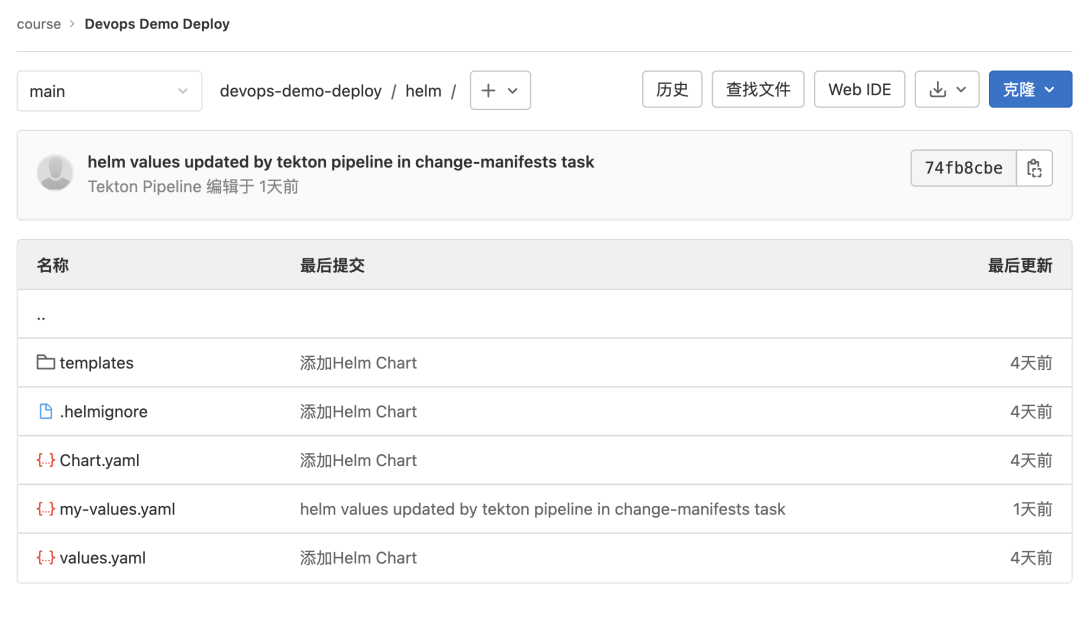 course > Devops Demo Deploy
main devops-demo-deploy / helm / + 历史 查找文件 Web IDE 克隆
helm values updated by tekton pipeline in change-manifests task
Tekton Pipeline 编辑于 1天前
74fb8cbe
名称 最后提交 最后更新
..
templates 添加Helm Chart 4天前
.helmignore 添加Helm Chart 4天前
{..} Chart.yaml 添加Helm Chart 4天前
{..} my-values.yaml helm values updated by tekton pipeline in change-manifests task 1天前
{..} values.yaml 添加Helm Chart 4天前